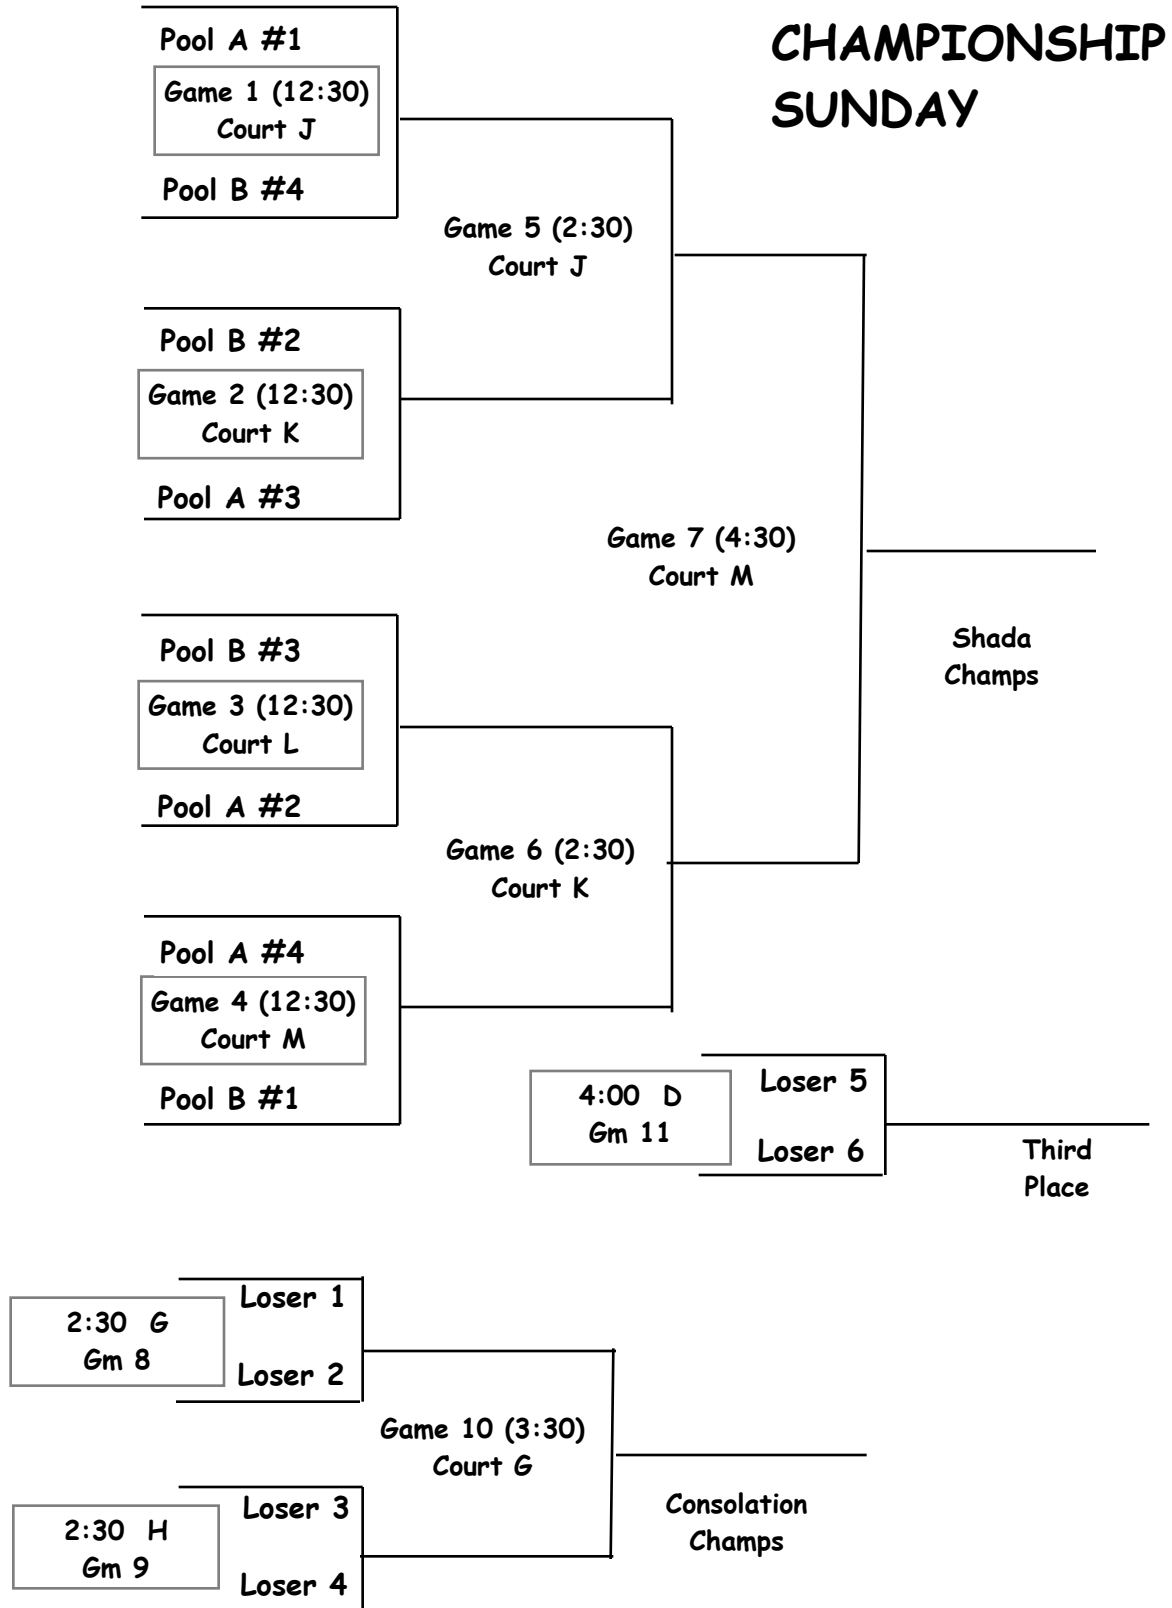 CHAMPIONSHIP
SUNDAY
Pool A #1
Game 1 (12:30)
Court J
Pool B #4
Game 5 (2:30)
Court J
Pool B #2
Game 2 (12:30)
Court K
Pool A #3
Game 7 (4:30)
Court M
Shada
Champs
Pool B #3
Game 3 (12:30)
Court L
Pool A #2
Game 6 (2:30)
Court K
Pool A #4
Game 4 (12:30)
Court M
Pool B #1
4:00 D
Gm 11
Loser 5
Loser 6
Third
Place
2:30 G
Gm 8
Loser 1
Loser 2
Game 10 (3:30)
Court G
Consolation
Champs
2:30 H
Gm 9
Loser 3
Loser 4